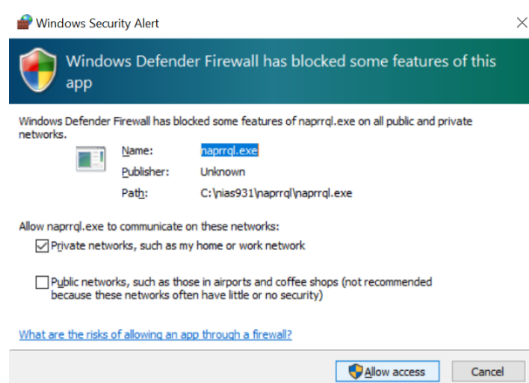 Windows Security Alert
Windows Defender Firewall has blocked some features of this
app
Windows Defender Firewall has blocked some features of naprrql.exe on all public and private
networks.
Name: naprrql.exe
Publisher: Unknown
Path: C:\nias931\naprrql\naprrql.exe
Allow naprrql.exe to communicate on these networks:
Private networks, such as my home or work network
Public networks, such as those in airports and coffee shops (not recommended
because these networks often have little or no security)
What are the risks of allowing an app through a firewall?
Allow access Cancel